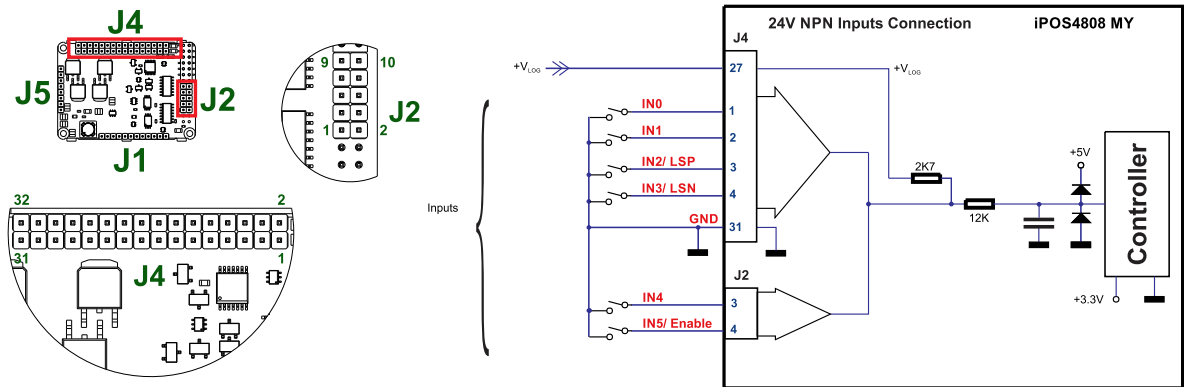 J4
J5
J2
J1
9 10
J2
1 2
32 2
31 1
J4
Inputs
24V NPN Inputs Connection
iPOS4808 MY
J4
+VLOG
27
+VLOG
IN0
1
IN1
2
IN2/ LSP
3
IN3/ LSN
4
GND
31
2K7
12K
+5V
Controller
+3.3V
J2
IN4
3
IN5/ Enable
4